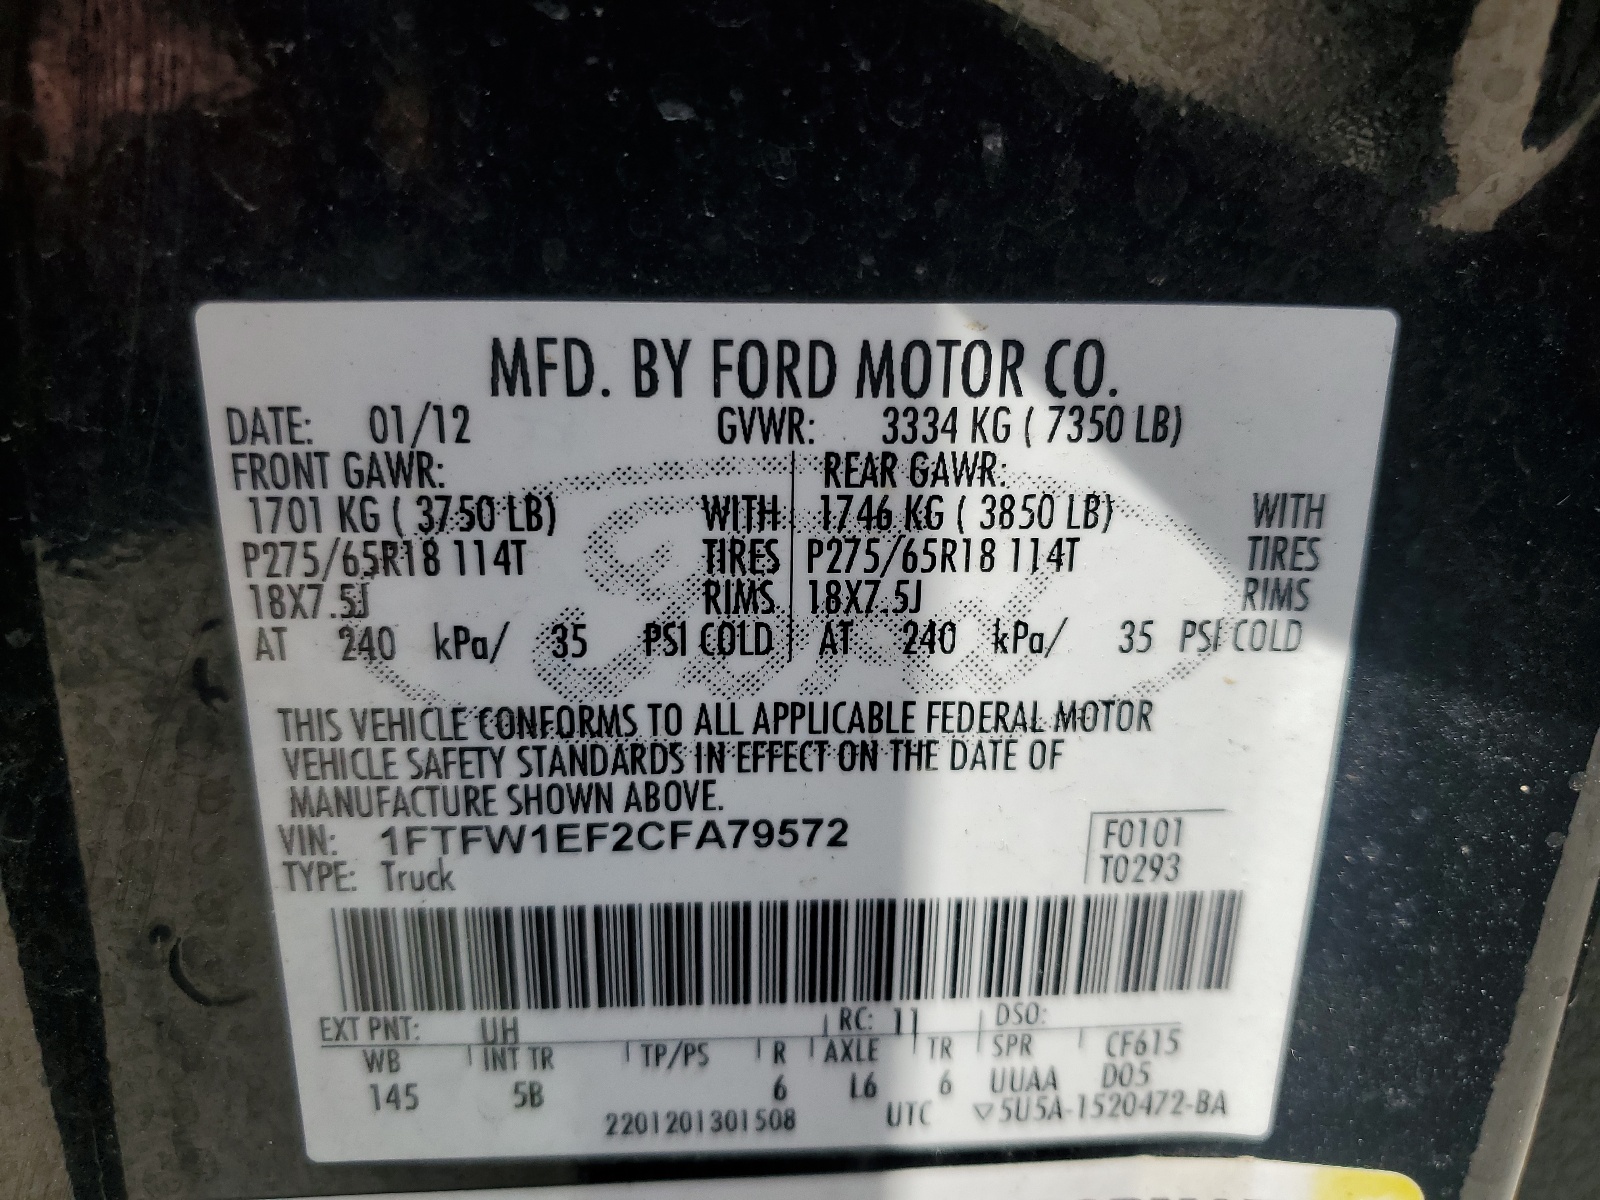 MFD. BY FORD MOTOR CO.
DATE: 01/12 GVWR: 3334 KG ( 7350 LB)
FRONT GAWR: REAR GAWR:
1701 KG ( 3750 LB) WITH 1746 KG ( 3850 LB) WITH
P275/65R18 114T TIRES P275/65R18 114T TIRES
18X7.5J RIMS 18X7.5J RIMS
AT 240 kPa/ 35 PSI COLD AT 240 kPa/ 35 PSI COLD
THIS VEHICLE CONFORMS TO ALL APPLICABLE FEDERAL MOTOR
VEHICLE SAFETY STANDARDS IN EFFECT ON THE DATE OF
MANUFACTURE SHOWN ABOVE.
VIN: 1FTFW1EF2CFA79572 F0101
TYPE: Truck T0293
EXT PNT: UH RC: 11 DSO:
WB INT TR TP/PS R AXLE TR SPR CF615
145 5B 6 L6 6 UUAA D05
2201201301508 UTC ▽5U5A-1520472-BA